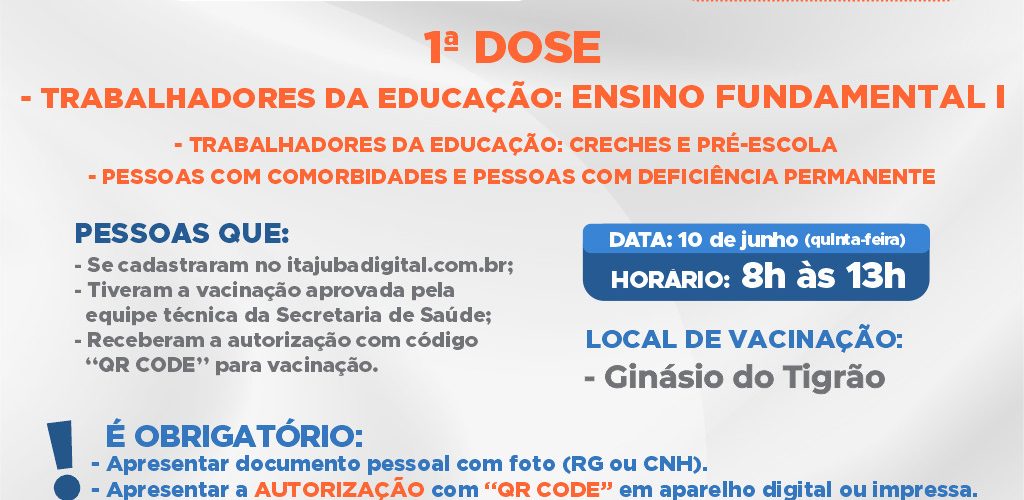 1ª DOSE
- TRABALHADORES DA EDUCAÇÃO: ENSINO FUNDAMENTAL I
- TRABALHADORES DA EDUCAÇÃO: CRECHES E PRÉ-ESCOLA
- PESSOAS COM COMORBIDADES E PESSOAS COM DEFICIÊNCIA PERMANENTE
PESSOAS QUE:
- Se cadastraram no itajubadigital.com.br;
- Tiveram a vacinação aprovada pela
equipe técnica da Secretaria de Saúde;
- Receberam a autorização com código
“QR CODE” para vacinação.
DATA: 10 de junho (quinta-feira)
HORÁRIO: 8h às 13h
LOCAL DE VACINAÇÃO:
- Ginásio do Tigrão
! É OBRIGATÓRIO:
- Apresentar documento pessoal com foto (RG ou CNH).
- Apresentar a AUTORIZAÇÃO com “QR CODE” em aparelho digital ou impressa.